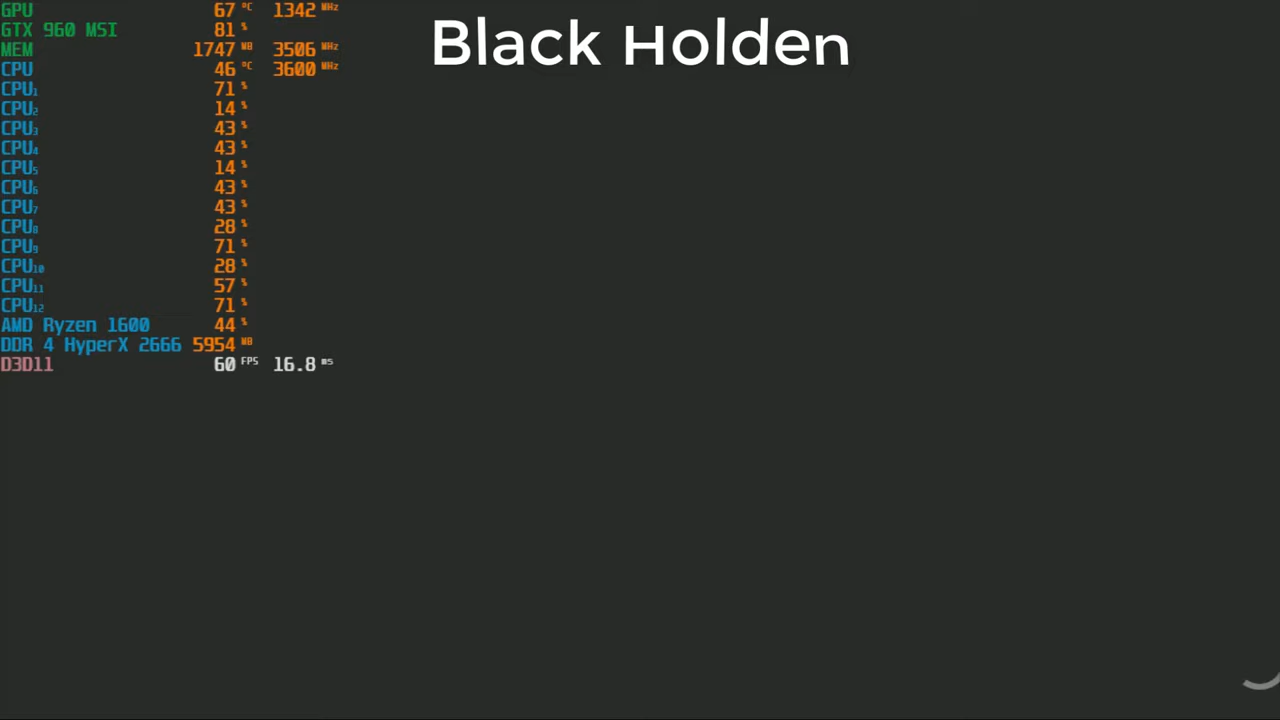 Black Holden
GPU 67 °C 1342 MHz
GTX 960 MSI 81 %
MEM 1747 MB 3506 MHz
CPU 46 °C 3600 MHz
CPU1 71 %
CPU2 14 %
CPU3 43 %
CPU4 43 %
CPU5 14 %
CPU6 43 %
CPU7 43 %
CPU8 28 %
CPU9 71 %
CPU10 28 %
CPU11 57 %
CPU12 71 %
AMD Ryzen 1600 44 %
DDR 4 HyperX 2666 5954 MB
D3D11 60 FPS 16.8 ms